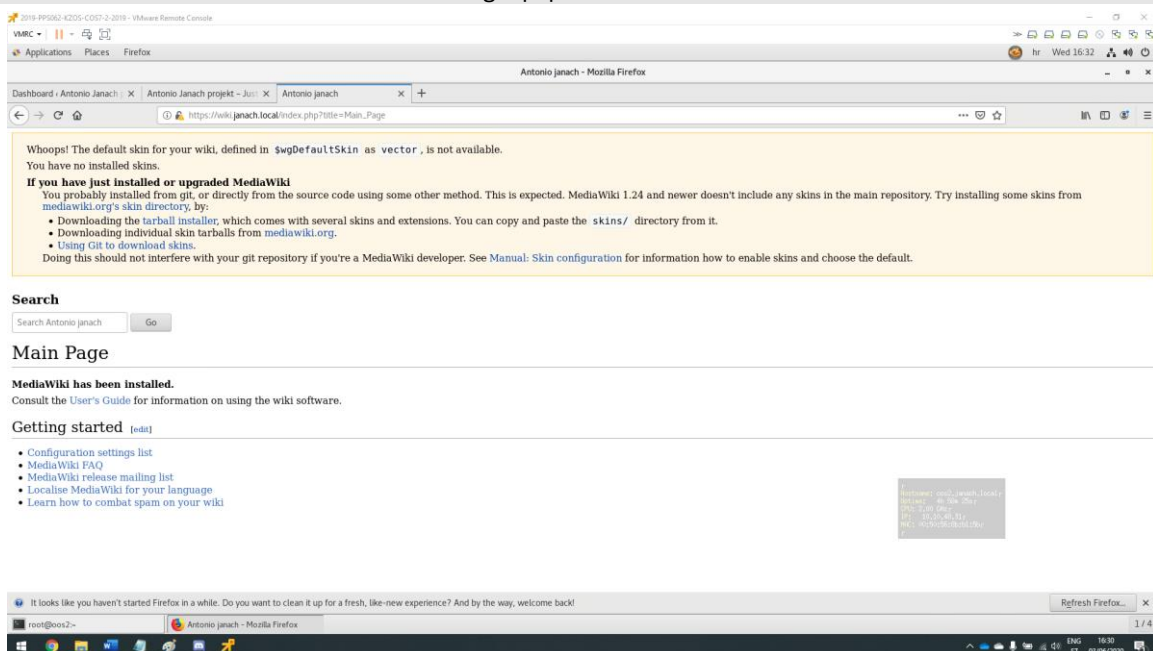 2019-PPS062-KZOS-COS7-2-2019 - VMware Remote Console
VMRC
Applications Places Firefox
hr Wed 16:32
Antonio janach - Mozilla Firefox
Dashboard ‹ Antonio Janach
Antonio Janach projekt – Just
Antonio janach
https://wiki.janach.local/index.php?title=Main_Page
Whoops! The default skin for your wiki, defined in $wgDefaultSkin as vector, is not available.
You have no installed skins.
If you have just installed or upgraded MediaWiki
You probably installed from git, or directly from the source code using some other method. This is expected. MediaWiki 1.24 and newer doesn't include any skins in the main repository. Try installing some skins from
mediawiki.org's skin directory, by:
• Downloading the tarball installer, which comes with several skins and extensions. You can copy and paste the skins/ directory from it.
• Downloading individual skin tarballs from mediawiki.org.
• Using Git to download skins.
Doing this should not interfere with your git repository if you're a MediaWiki developer. See Manual: Skin configuration for information how to enable skins and choose the default.
Search
Search Antonio janach Go
Main Page
MediaWiki has been installed.
Consult the User's Guide for information on using the wiki software.
Getting started [edit]
• Configuration settings list
• MediaWiki FAQ
• MediaWiki release mailing list
• Localise MediaWiki for your language
• Learn how to combat spam on your wiki
It looks like you haven't started Firefox in a while. Do you want to clean it up for a fresh, like-new experience? And by the way, welcome back!
Refresh Firefox...
root@oos2:~
Antonio janach - Mozilla Firefox
1 / 4
ENG 16:30